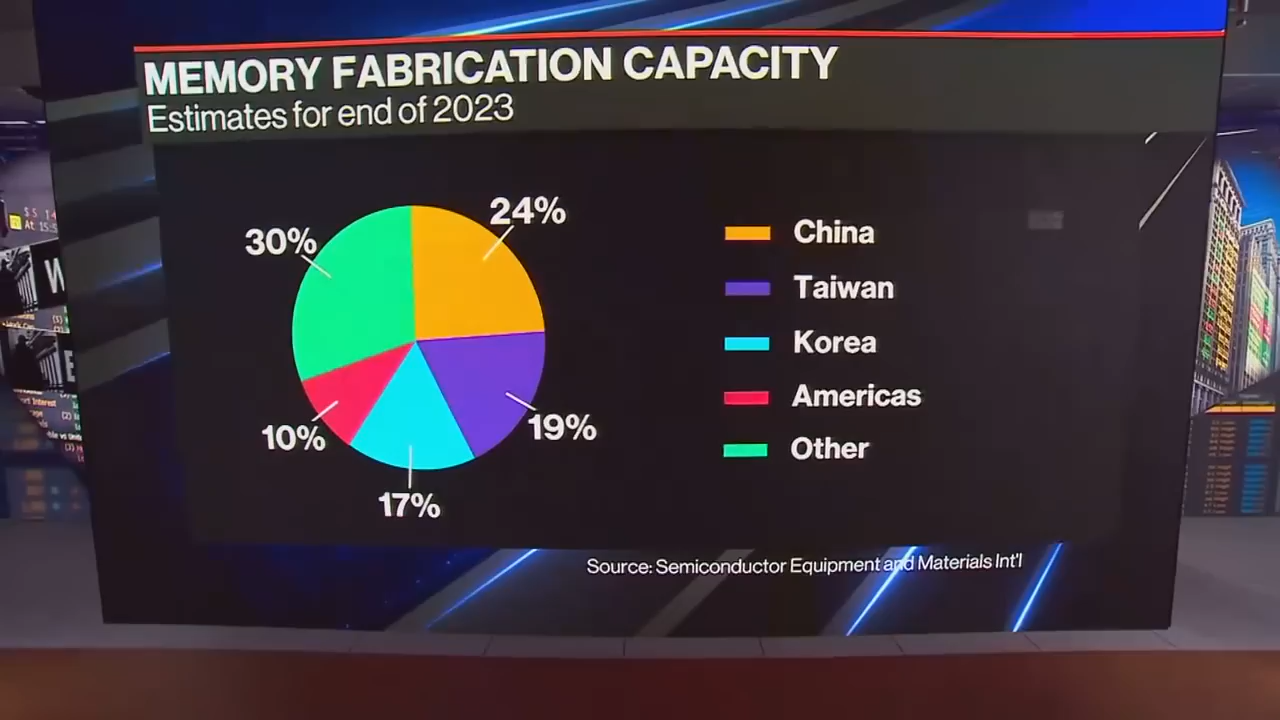 MEMORY FABRICATION CAPACITY
Estimates for end of 2023
24%
30%
19%
10%
17%
China
Taiwan
Korea
Americas
Other
Source: Semiconductor Equipment and Materials Int'l